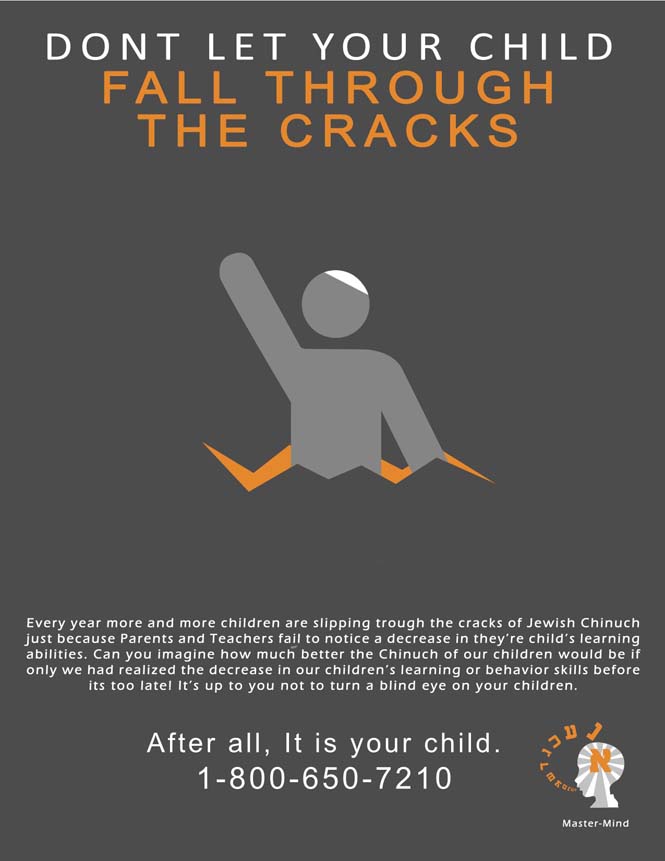 DONT LET YOUR CHILD
FALL THROUGH
THE CRACKS
Every year more and more children are slipping trough the cracks of Jewish Chinuch
just because Parents and Teachers fail to notice a decrease in they're child's learning
abilities. Can you imagine how much better the Chinuch of our children would be if
only we had realized the decrease in our children's learning or behavior skills before
its too late! It's up to you not to turn a blind eye on your children.
After all, It is your child.
1-800-650-7210
א
Master-Mind